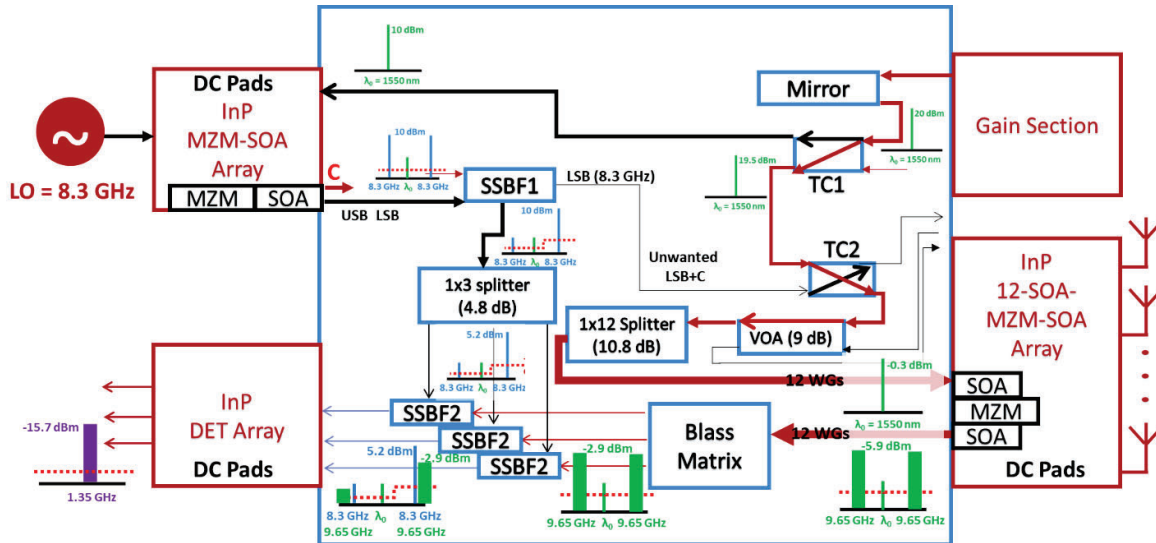 10 dBm
λ₀ = 1550 nm
DC Pads
InP
MZM-SOA
Array
MZM
SOA
~
LO = 8.3 GHz
C
USB LSB
10 dBm
8.3 GHz
λ₀
8.3 GHz
SSBF1
LSB (8.3 GHz)
10 dBm
8.3 GHz
λ₀
8.3 GHz
Mirror
20 dBm
λ₀ = 1550 nm
TC1
19.5 dBm
λ₀ = 1550 nm
Gain Section
TC2
Unwanted
LSB+C
1x3 splitter
(4.8 dB)
1x12 Splitter
(10.8 dB)
VOA (9 dB)
InP
12-SOA-
MZM-SOA
Array
SOA
MZM
SOA
DC Pads
5.2 dBm
8.3 GHz
λ₀
8.3 GHz
12 WGs
-0.3 dBm
λ₀ = 1550 nm
12 WGs
InP
DET Array
DC Pads
SSBF2
SSBF2
SSBF2
Blass
Matrix
-15.7 dBm
1.35 GHz
5.2 dBm
-2.9 dBm
8.3 GHz
λ₀
8.3 GHz
9.65 GHz
9.65 GHz
-2.9 dBm
9.65 GHz
λ₀
9.65 GHz
-5.9 dBm
9.65 GHz
λ₀
9.65 GHz